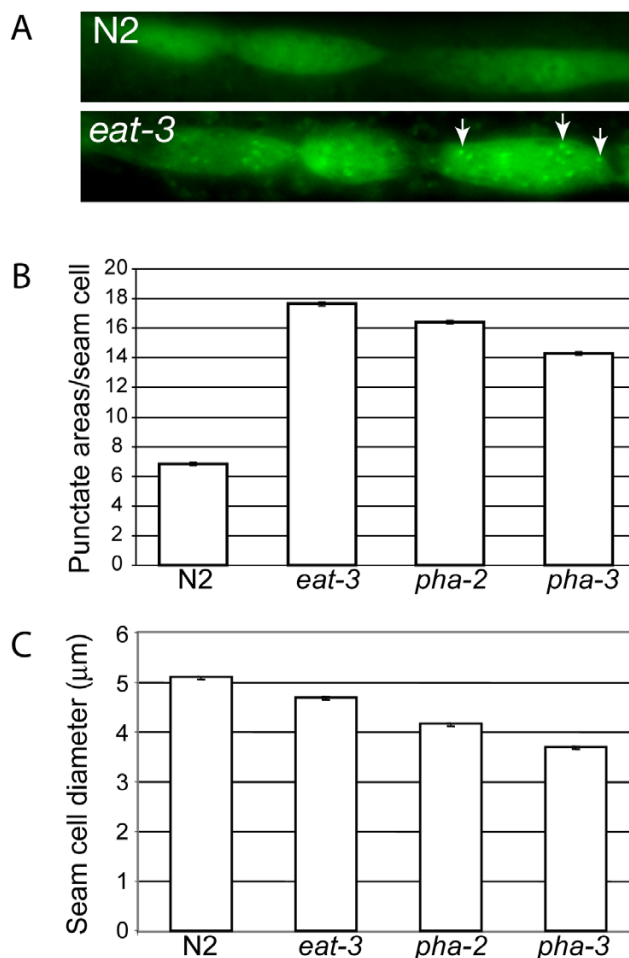 A
N2
eat-3
B
Punctate areas/seam cell
20
18
16
14
12
10
8
6
4
2
0
N2 eat-3 pha-2 pha-3
C
Seam cell diameter (μm)
6
5
4
3
2
1
0
N2 eat-3 pha-2 pha-3